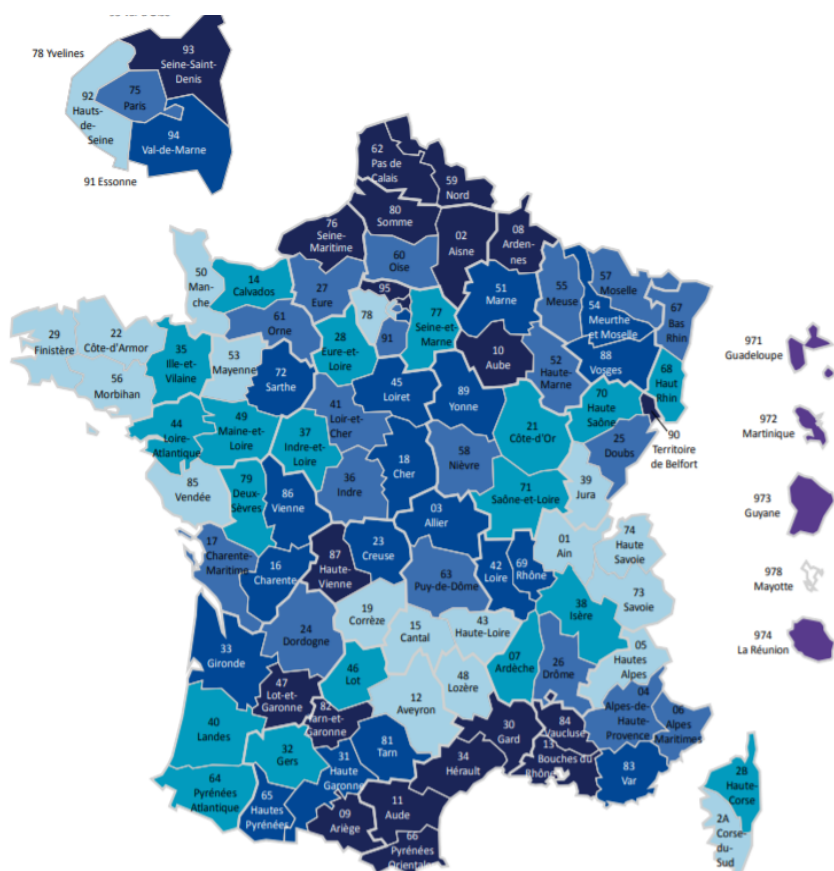 78 Yvelines
93
Seine-Saint-
Denis
92
Hauts-
de-
Seine
75
Paris
94
Val-de-Marne
91 Essonne
62
Pas de
Calais
59
Nord
80
Somme
76
Seine-
Maritime
02
Aisne
08
Arden-
nes
60
Oise
50
Man-
che
14
Calvados
27
Eure
95
51
Marne
55
Meuse
57
Moselle
54
Meurthe
et Moselle
67
Bas
Rhin
61
Orne
78
77
Seine-et-
Marne
91
28
Eure-et-
Loire
29
Finistère
22
Côte-d'Armor
35
Ille-et-
Vilaine
53
Mayenne
56
Morbihan
72
Sarthe
10
Aube
52
Haute-
Marne
88
Vosges
68
Haut
Rhin
45
Loiret
89
Yonne
70
Haute
Saône
41
Loir-et-
Cher
21
Côte-d'Or
90
Territoire
de Belfort
25
Doubs
44
Loire-
Atlantique
49
Maine-et-
Loire
37
Indre-et-
Loire
58
Nièvre
18
Cher
36
Indre
71
Saône-et-Loire
39
Jura
85
Vendée
79
Deux-
Sèvres
86
Vienne
03
Allier
01
Ain
74
Haute
Savoie
17
Charente-
Maritime
16
Charente
87
Haute-
Vienne
23
Creuse
63
Puy-de-Dôme
42
Loire
69
Rhône
73
Savoie
38
Isère
19
Corrèze
15
Cantal
43
Haute-Loire
24
Dordogne
33
Gironde
46
Lot
48
Lozère
07
Ardèche
26
Drôme
05
Hautes
Alpes
47
Lot-et-
Garonne
12
Aveyron
04
Alpes-de-
Haute-
Provence
06
Alpes
Maritimes
82
Tarn-et-
Garonne
40
Landes
32
Gers
81
Tarn
30
Gard
84
Vaucluse
13
Bouches du
Rhône
31
Haute
Garonne
34
Hérault
83
Var
64
Pyrénées
Atlantique
65
Hautes
Pyrénées
09
Ariège
11
Aude
66
Pyrénées
Orientales
2B
Haute-
Corse
2A
Corse-
du-
Sud
971
Guadeloupe
972
Martinique
973
Guyane
978
Mayotte
974
La Réunion